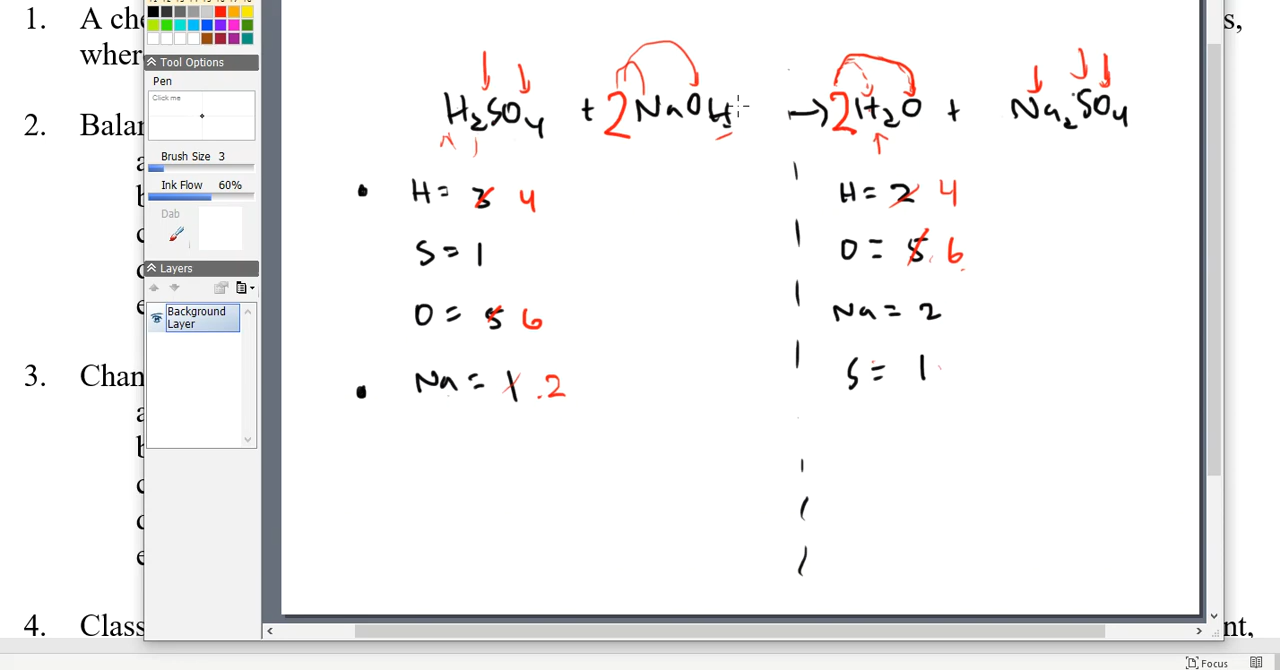 1. A che
s,
wher
2. Balan
a
b
c
d
e
3. Chan
a
b
c
d
e
4. Class
nt,
Tool Options
Pen
Click me
Brush Size 3
Ink Flow 60%
Dab
Layers
Background
Layer
H₂SO₄ + 2NaOH → 2H₂O + Na₂SO₄
• H = 3 4
H = 2 4
S = 1
O = 5 6
O = 5 6
Na = 2
• Na = 1 2
S = 1
Focus